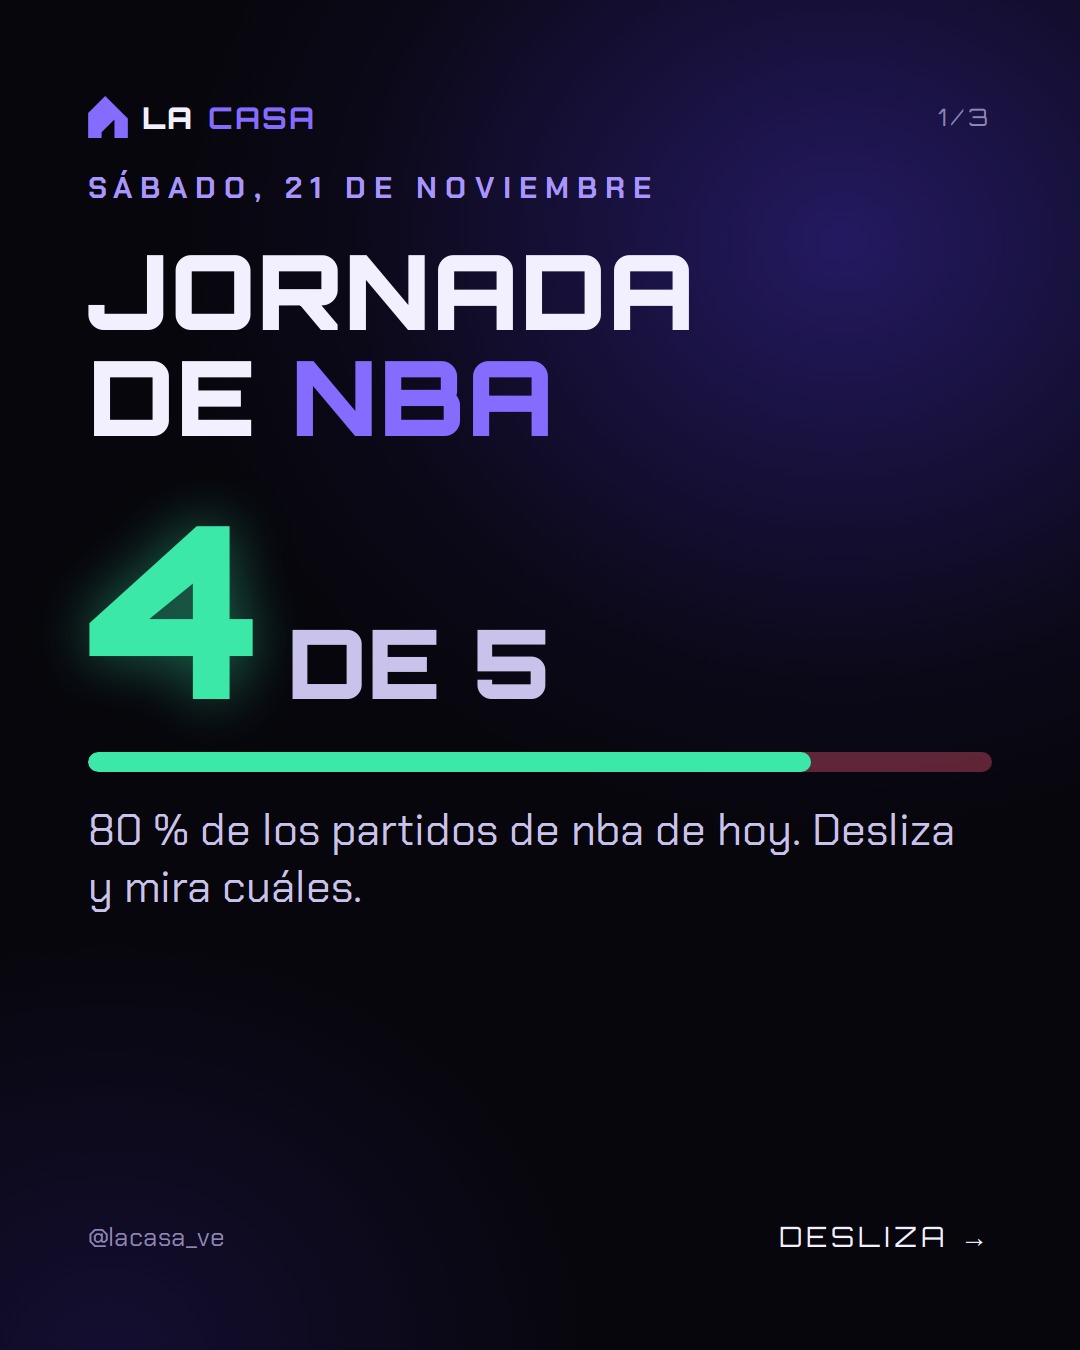 LA CASA
1/3
SÁBADO, 21 DE NOVIEMBRE
JORNADA
DE NBA
4 DE 5
80 % de los partidos de nba de hoy. Desliza
y mira cuáles.
@lacasa_ve
DESLIZA →